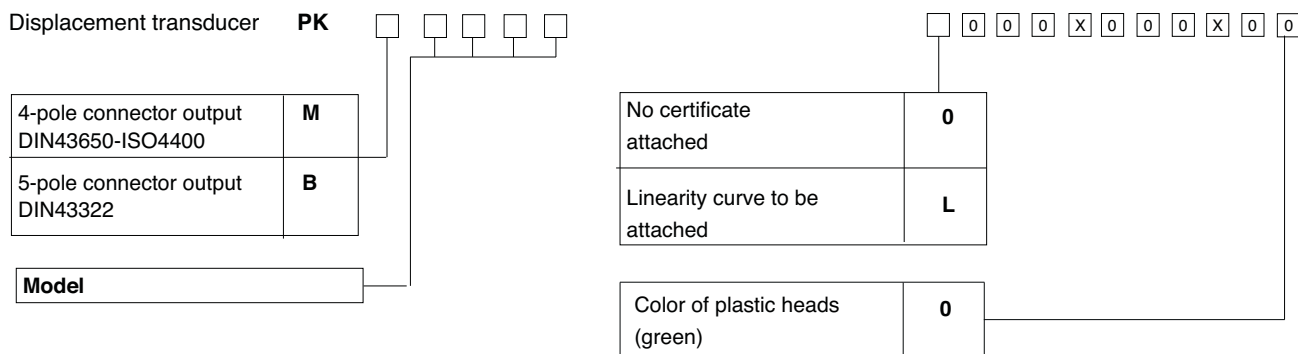 Displacement transducer PK
0 0 0 X 0 0 0 X 0 0
4-pole connector output M
DIN43650-ISO4400
5-pole connector output B
DIN43322
Model
No certificate 0
attached
Linearity curve to be L
attached
Color of plastic heads 0
(green)